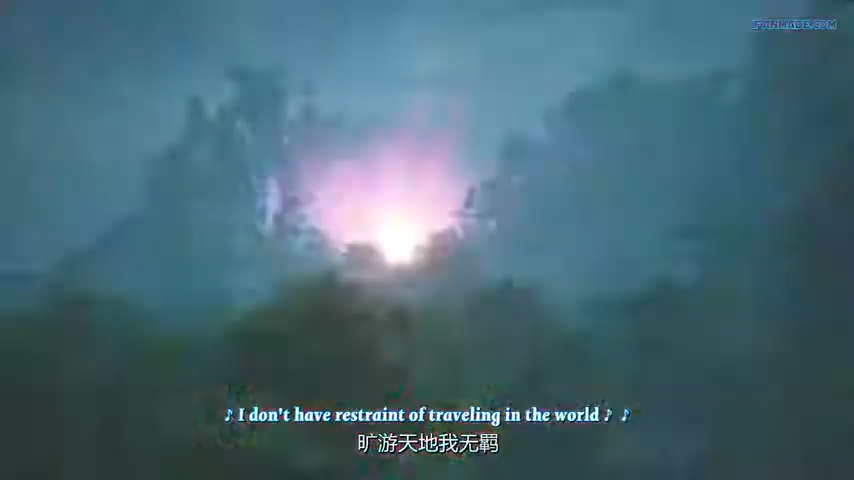 IFANMADE.COM
♪ I don't have restraint of traveling in the world ♪ ♪
旷游天地我无羁